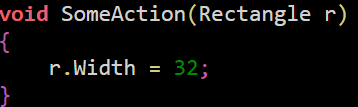 void SomeAction(Rectangle r)
{
    r.Width = 32;
}